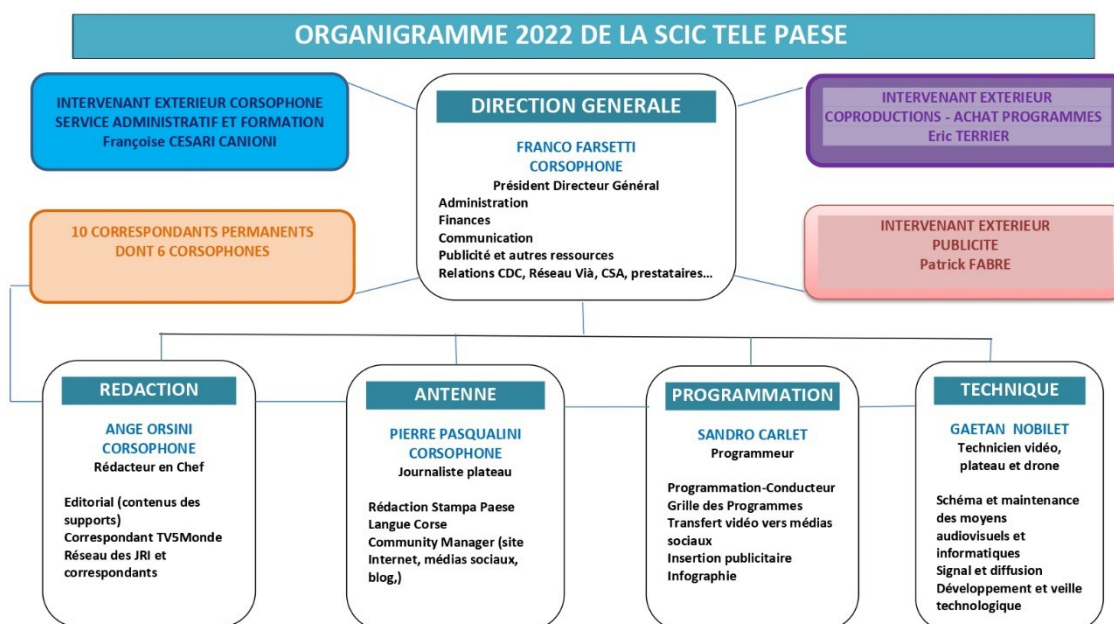 ORGANIGRAMME 2022 DE LA SCIC TELE PAESE
INTERVENANT EXTERIEUR CORSOPHONE
SERVICE ADMINISTRATIF ET FORMATION
Françoise CESARI CANIONI
DIRECTION GENERALE
FRANCO FARSETTI
CORSOPHONE
Président Directeur Général
Administration
Finances
Communication
Publicité et autres ressources
Relations CDC, Réseau Vià, CSA, prestataires...
INTERVENANT EXTERIEUR
COPRODUCTIONS - ACHAT PROGRAMMES
Eric TERRIER
10 CORRESPONDANTS PERMANENTS
DONT 6 CORSOPHONES
INTERVENANT EXTERIEUR
PUBLICITE
Patrick FABRE
REDACTION
ANGE ORSINI
CORSOPHONE
Rédacteur en Chef
Editorial (contenus des
supports)
Correspondant TV5Monde
Réseau des JRI et
correspondants
ANTENNE
PIERRE PASQUALINI
CORSOPHONE
Journaliste plateau
Rédaction Stampa Paese
Langue Corse
Community Manager (site
Internet, médias sociaux,
blog,)
PROGRAMMATION
SANDRO CARLET
Programmeur
Programmation-Conducteur
Grille des Programmes
Transfert vidéo vers médias
sociaux
Insertion publicitaire
Infographie
TECHNIQUE
GAETAN NOBILET
Technicien vidéo,
plateau et drone
Schéma et maintenance
des moyens
audiovisuels et
informatiques
Signal et diffusion
Développement et veille
technologique